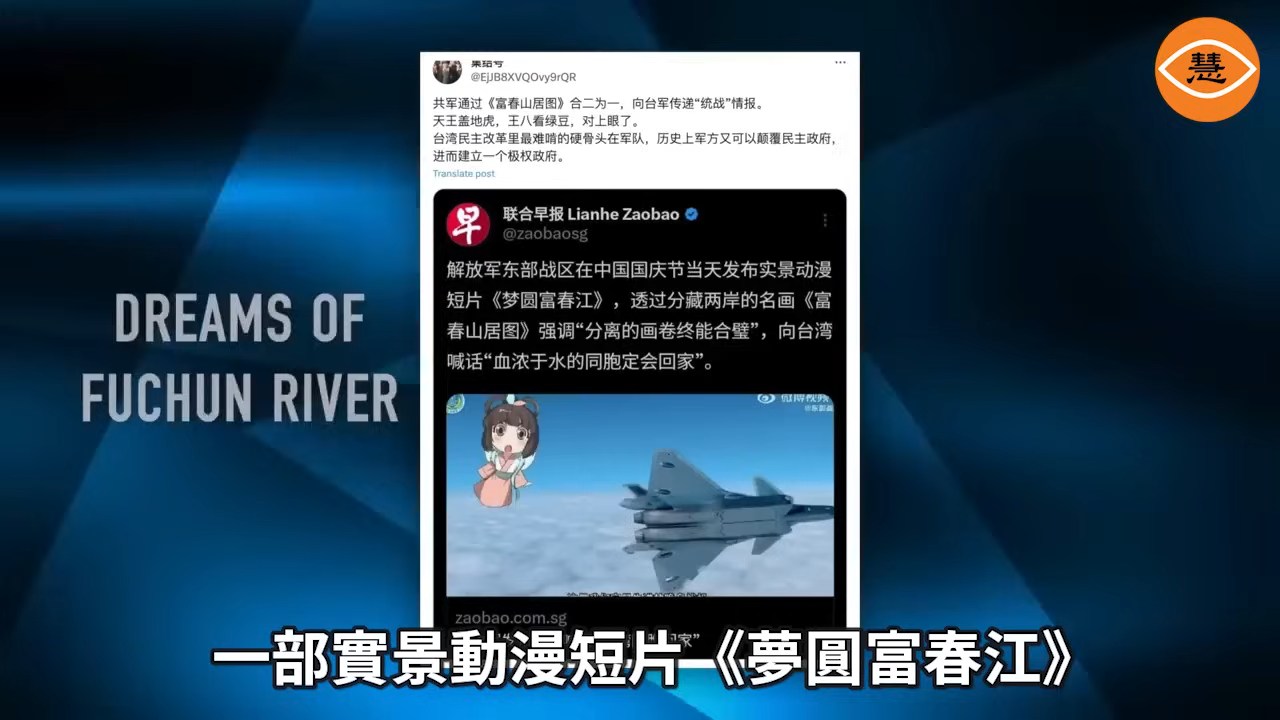 慧
集结号
@EjJB8XVQOvy9rQR
共军通过《富春山居图》合二为一，向台军传递“统战”情报。
天王盖地虎，王八看绿豆，对上眼了。
台湾民主改革里最难啃的硬骨头在军队，历史上军方又可以颠覆民主政府，
进而建立一个极权政府。
Translate post
联合早报 Lianhe Zaobao
@zaobaosg
解放军东部战区在中国国庆节当天发布实景动漫
短片《梦圆富春江》，透过分藏两岸的名画《富
春山居图》强调“分离的画卷终能合璧”，向台湾
喊话“血浓于水的同胞定会回家”。
微博视频
zaobao.com.sg
DREAMS OF
FUCHUN RIVER
一部實景動漫短片《夢圓富春江》